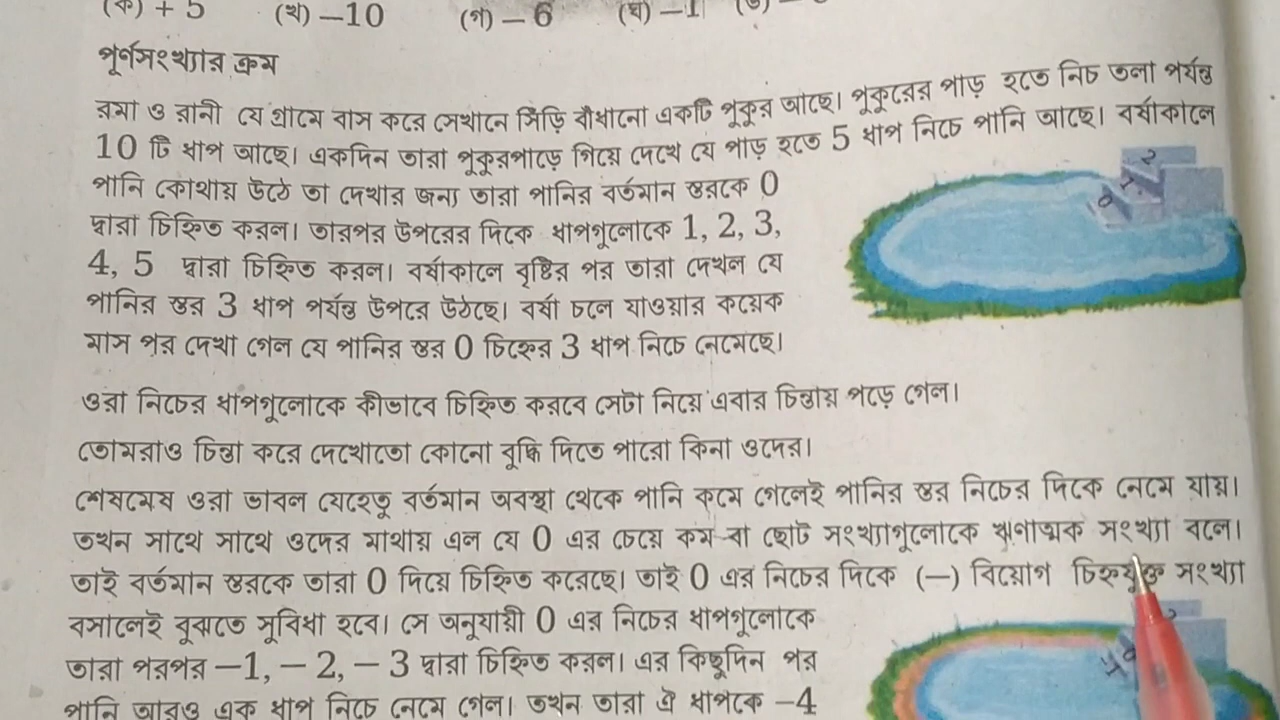 (ক) + 5 (খ) –10 (গ) – 6 (ঘ) –1
পূর্ণসংখ্যার ক্রম
রমা ও রানী যে গ্রামে বাস করে সেখানে সিঁড়ি বাঁধানো একটি পুকুর আছে। পুকুরের পাড় হতে নিচ তলা পর্যন্ত
10 টি ধাপ আছে। একদিন তারা পুকুরপাড়ে গিয়ে দেখে যে পাড় হতে 5 ধাপ নিচে পানি আছে। বর্ষাকালে
পানি কোথায় উঠে তা দেখার জন্য তারা পানির বর্তমান স্তরকে 0
দ্বারা চিহ্নিত করল। তারপর উপরের দিকে ধাপগুলোকে 1, 2, 3,
4, 5 দ্বারা চিহ্নিত করল। বর্ষাকালে বৃষ্টির পর তারা দেখল যে
পানির স্তর 3 ধাপ পর্যন্ত উপরে উঠছে। বর্ষা চলে যাওয়ার কয়েক
মাস পর দেখা গেল যে পানির স্তর 0 চিহ্নের 3 ধাপ নিচে নেমেছে।
0 1 2
ওরা নিচের ধাপগুলোকে কীভাবে চিহ্নিত করবে সেটা নিয়ে এবার চিন্তায় পড়ে গেল।
তোমরাও চিন্তা করে দেখোতো কোনো বুদ্ধি দিতে পারো কিনা ওদের।
শেষমেষ ওরা ভাবল যেহেতু বর্তমান অবস্থা থেকে পানি কমে গেলেই পানির স্তর নিচের দিকে নেমে যায়।
তখন সাথে সাথে ওদের মাথায় এল যে 0 এর চেয়ে কম বা ছোট সংখ্যাগুলোকে ঋণাত্মক সংখ্যা বলে।
তাই বর্তমান স্তরকে তারা 0 দিয়ে চিহ্নিত করেছে। তাই 0 এর নিচের দিকে (—) বিয়োগ চিহ্নযুক্ত সংখ্যা
বসালেই বুঝতে সুবিধা হবে। সে অনুযায়ী 0 এর নিচের ধাপগুলোকে
তারা পরপর –1, – 2, – 3 দ্বারা চিহ্নিত করল। এর কিছুদিন পর
পানি আরও এক ধাপ নিচে নেমে গেল। তখন তারা ঐ ধাপকে –4